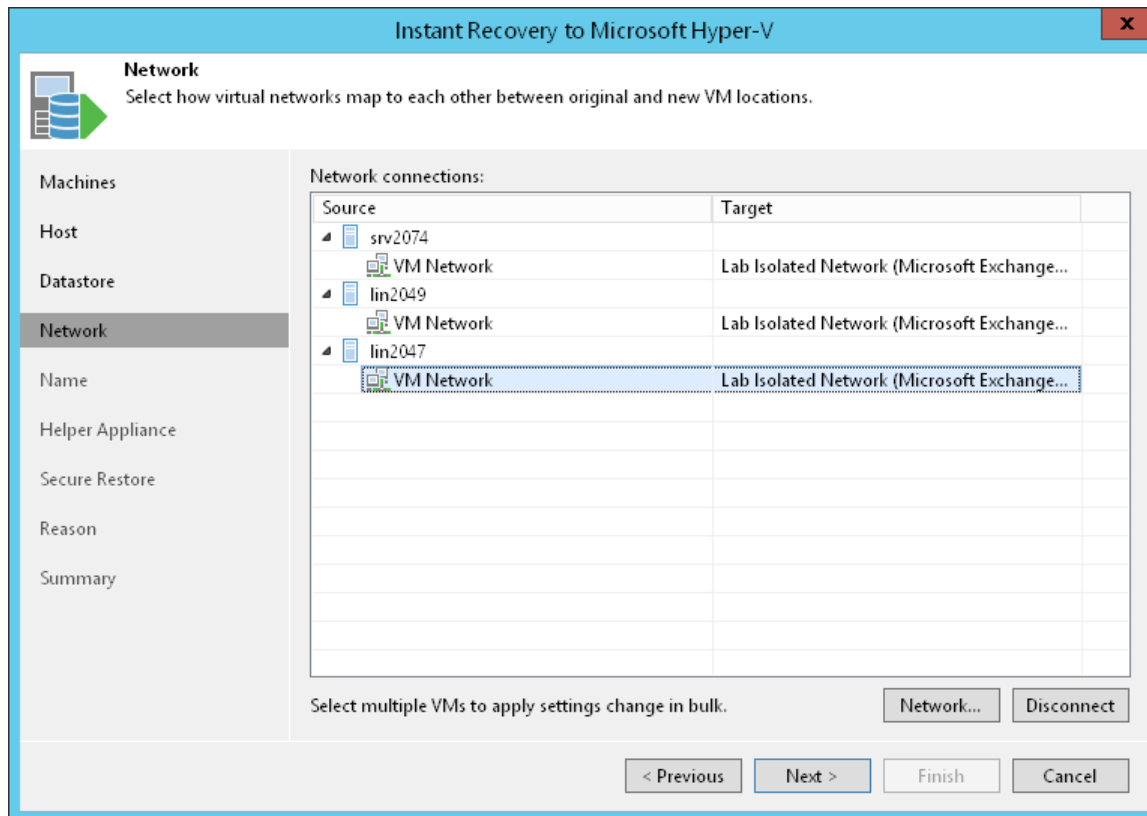 Instant Recovery to Microsoft Hyper-V
x
Network
Select how virtual networks map to each other between original and new VM locations.
Machines
Host
Datastore
Network
Name
Helper Appliance
Secure Restore
Reason
Summary
Network connections:
Source Target
srv2074
VM Network Lab Isolated Network (Microsoft Exchange...
lin2049
VM Network Lab Isolated Network (Microsoft Exchange...
lin2047
VM Network Lab Isolated Network (Microsoft Exchange...
Select multiple VMs to apply settings change in bulk. Network... Disconnect
< Previous Next > Finish Cancel